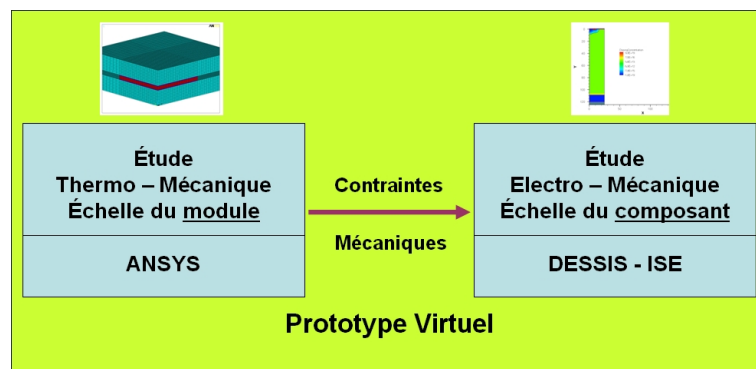 Étude
Thermo – Mécanique
Échelle du module
ANSYS
Contraintes
Mécaniques
Étude
Electro – Mécanique
Échelle du composant
DESSIS - ISE
Prototype Virtuel